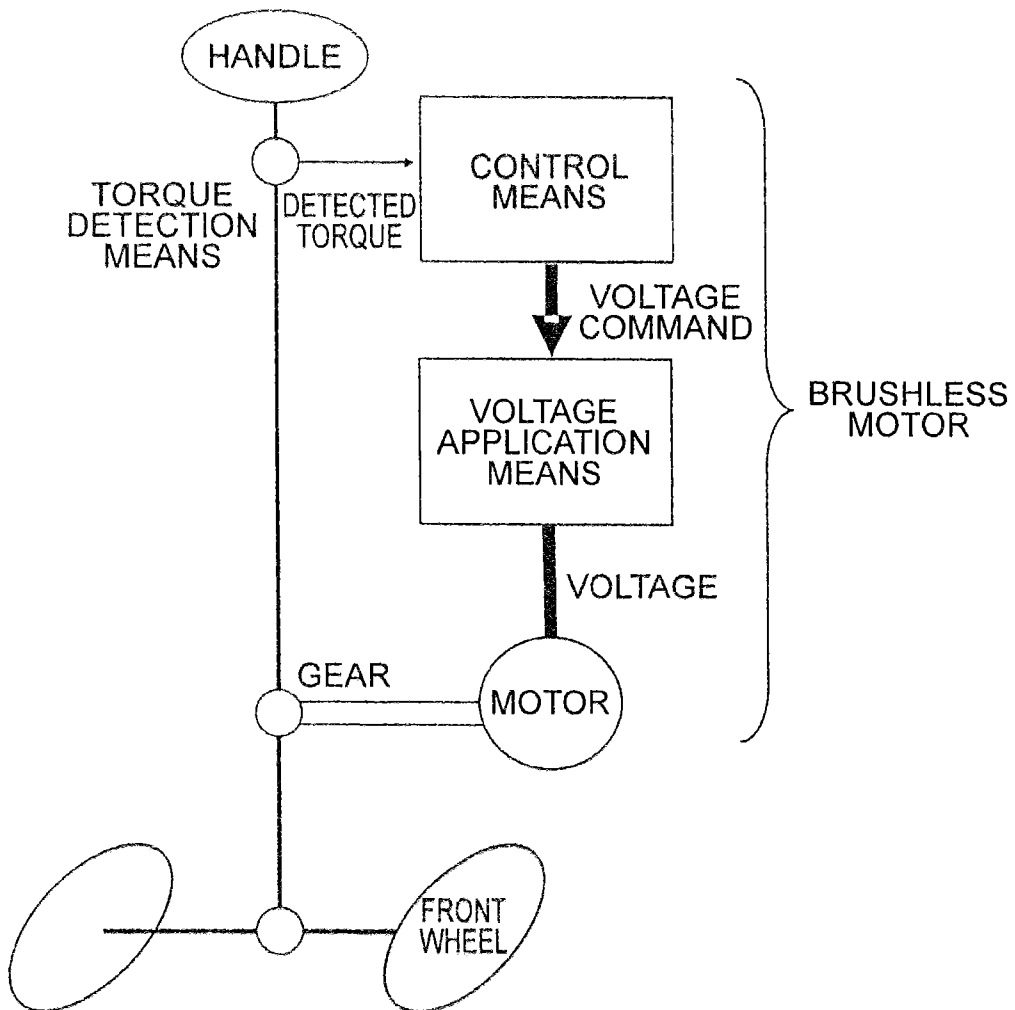 HANDLE
TORQUE
DETECTION
MEANS
DETECTED
TORQUE
CONTROL
MEANS
VOLTAGE
COMMAND
VOLTAGE
APPLICATION
MEANS
BRUSHLESS
MOTOR
VOLTAGE
GEAR
MOTOR
FRONT
WHEEL